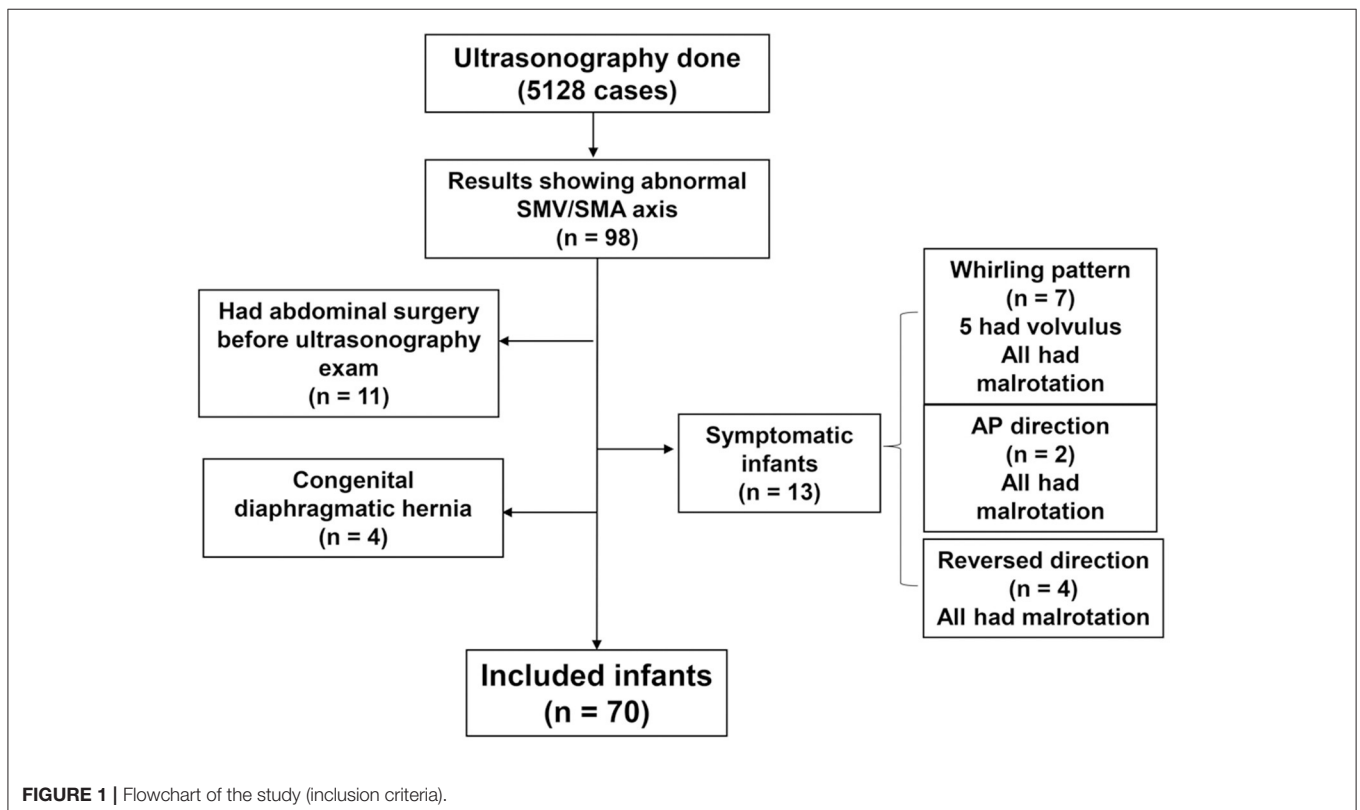 Ultrasonography done
(5128 cases)
Results showing abnormal
SMV/SMA axis
(n = 98)
Had abdominal surgery
before ultrasonography
exam
(n = 11)
Congenital
diaphragmatic hernia
(n = 4)
Symptomatic
infants
(n = 13)
Whirling pattern
(n = 7)
5 had volvulus
All had
malrotation
AP direction
(n = 2)
All had
malrotation
Reversed direction
(n = 4)
All had malrotation
Included infants
(n = 70)
FIGURE 1 | Flowchart of the study (inclusion criteria).